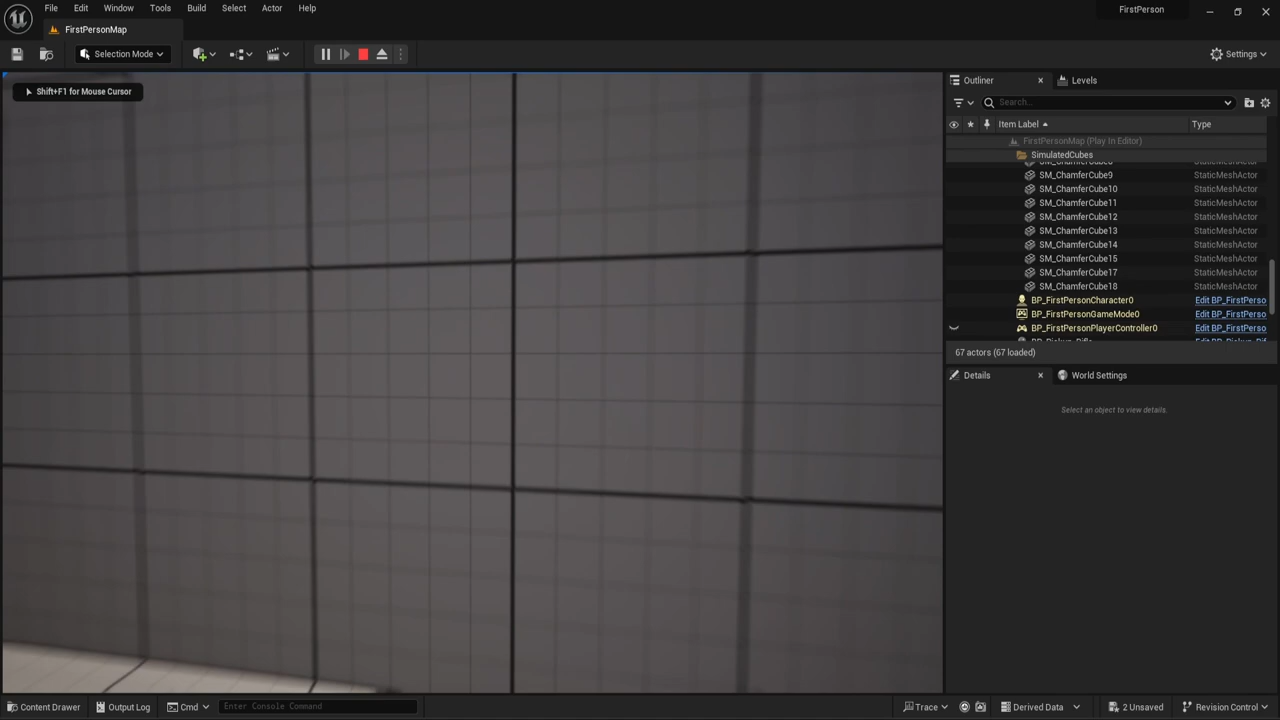 File Edit Window Tools Build Select Actor Help
FirstPerson
FirstPersonMap
Selection Mode
Settings
Shift+F1 for Mouse Cursor
Outliner
Levels
Search...
Item Label
Type
FirstPersonMap (Play In Editor)
SimulatedCubes
SM_ChamferCube9 StaticMeshActor
SM_ChamferCube10 StaticMeshActor
SM_ChamferCube11 StaticMeshActor
SM_ChamferCube12 StaticMeshActor
SM_ChamferCube13 StaticMeshActor
SM_ChamferCube14 StaticMeshActor
SM_ChamferCube15 StaticMeshActor
SM_ChamferCube17 StaticMeshActor
SM_ChamferCube18 StaticMeshActor
BP_FirstPersonCharacter0 Edit BP_FirstPerso
BP_FirstPersonGameMode0 Edit BP_FirstPerso
BP_FirstPersonPlayerController0 Edit BP_FirstPerso
67 actors (67 loaded)
Details
World Settings
Select an object to view details.
Content Drawer
Output Log
Cmd
Enter Console Command
Trace
Derived Data
2 Unsaved
Revision Control